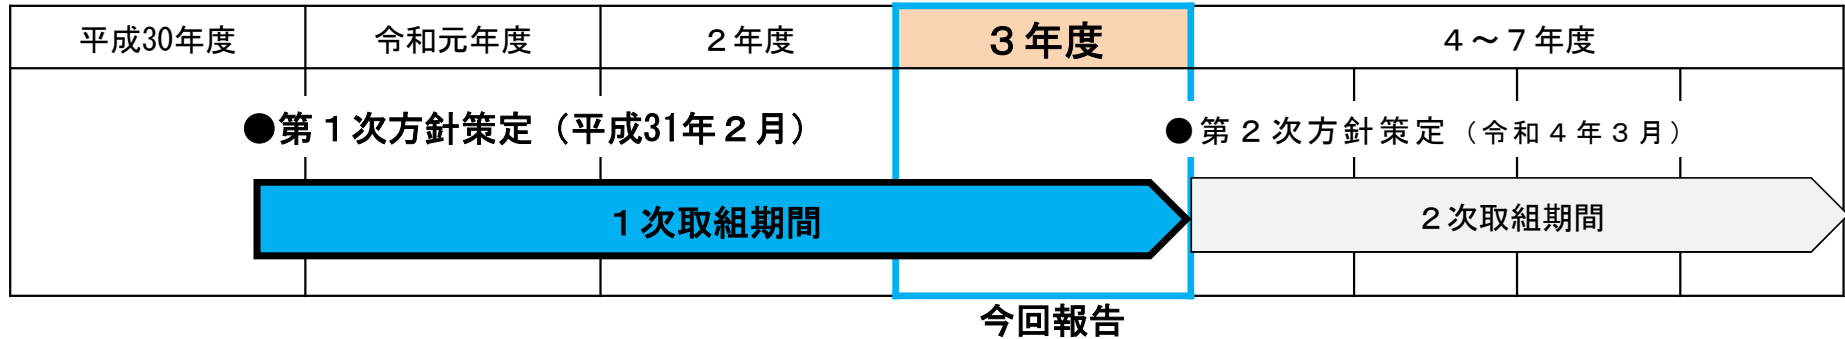 平成30年度 令和元年度 ２年度 ３年度 ４～７年度
●第１次方針策定（平成31年２月） ●第２次方針策定（令和４年３月）
１次取組期間 ２次取組期間
今回報告